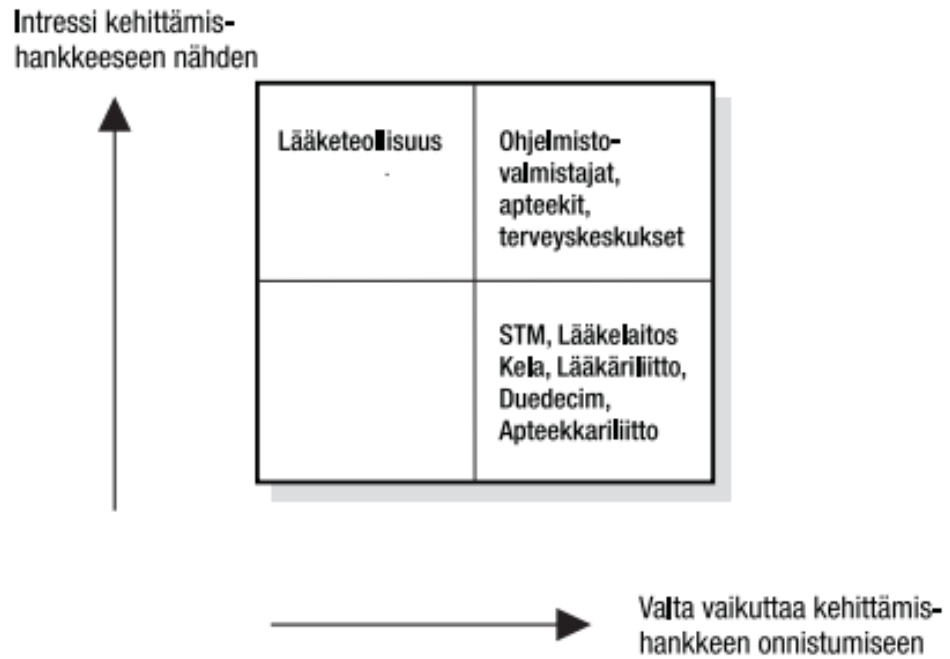 Intressi kehittämis-
hankkeeseen nähden
Lääketeollisuus
Ohjelmisto-
valmistajat,
apteekit,
terveyskeskukset
STM, Lääkelaitos
Kela, Lääkäriliitto,
Duedecim,
Apteekkariliitto
Valta vaikuttaa kehittämis-
hankkeen onnistumiseen